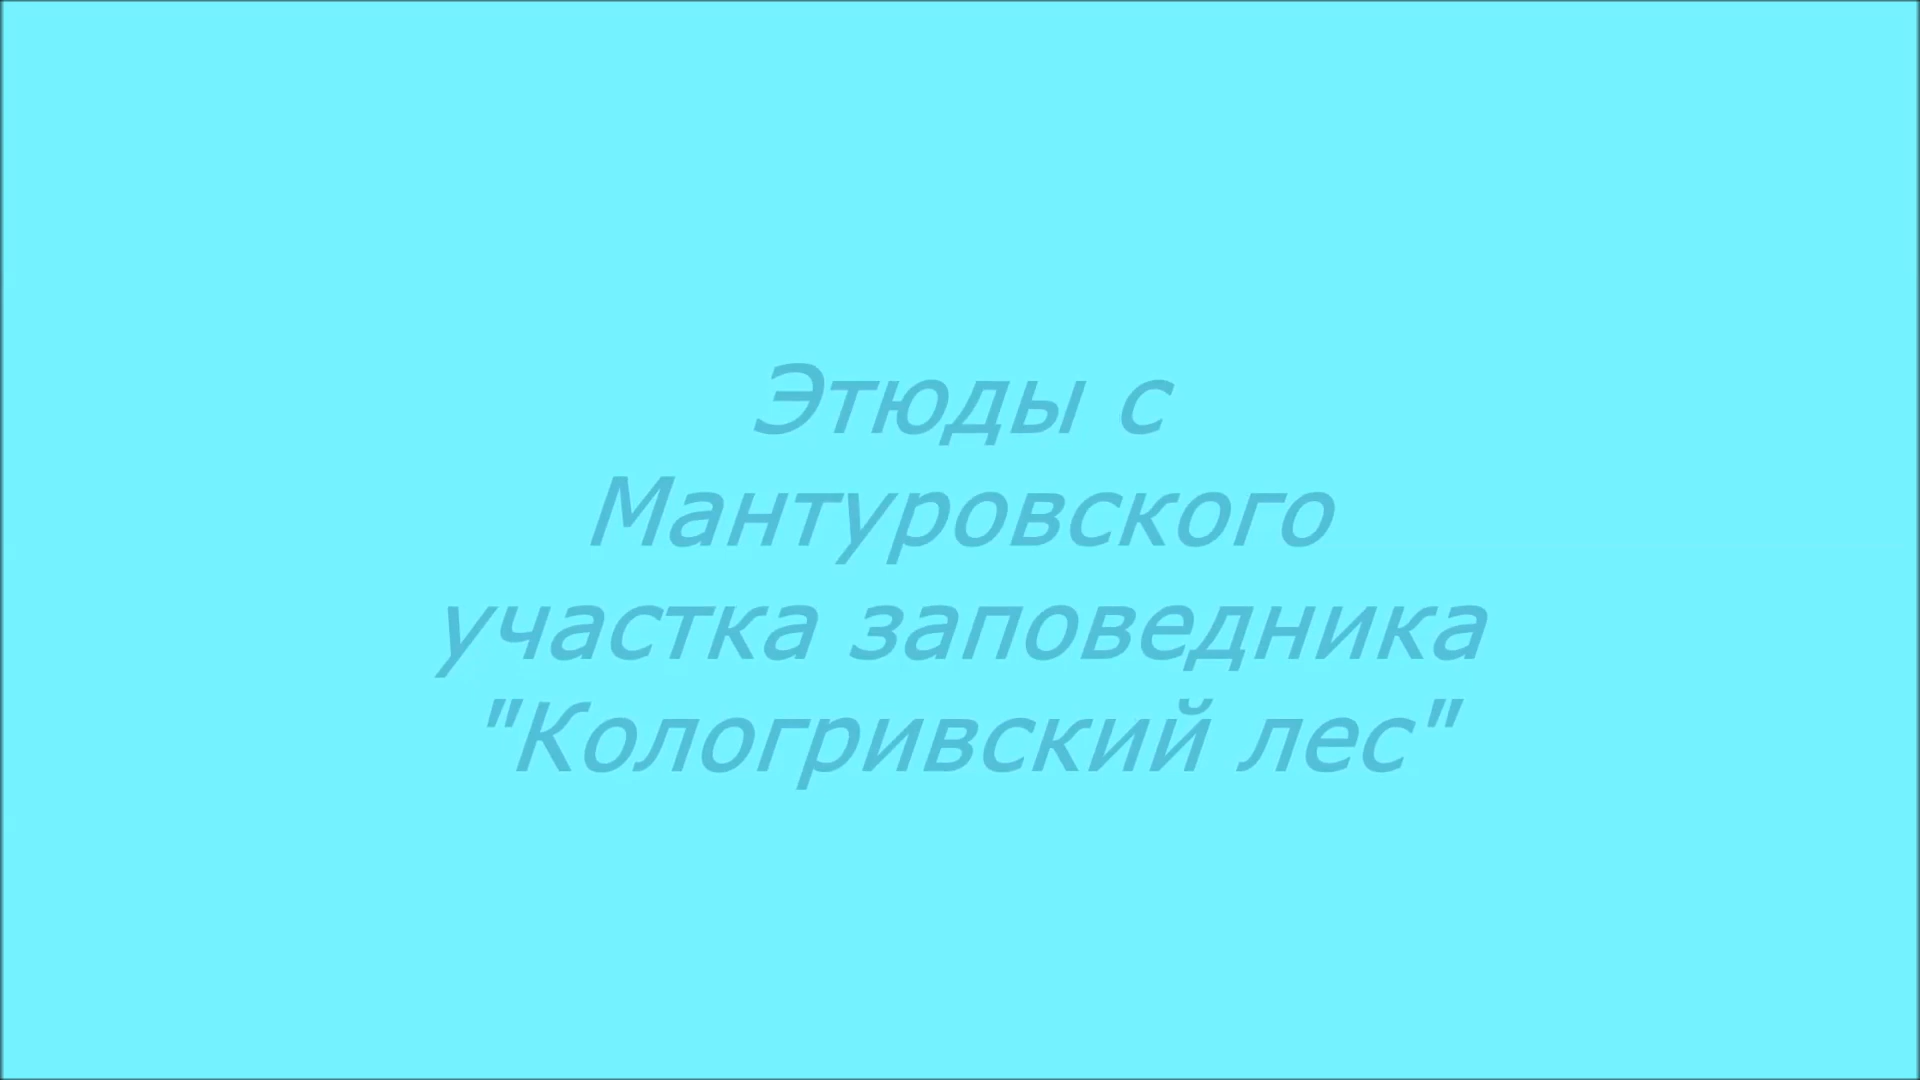 Этюды с
Мантуровского
участка заповедника
"Кологривский лес"